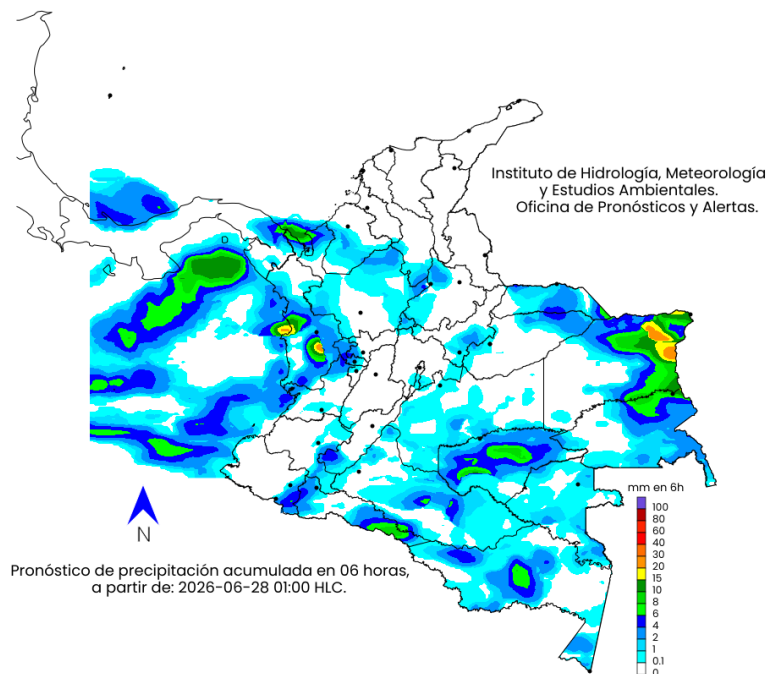 Instituto de Hidrología, Meteorología
y Estudios Ambientales.
Oficina de Pronósticos y Alertas.
N
Pronóstico de precipitación acumulada en 06 horas,
a partir de: 2026-06-28 01:00 HLC.
mm en 6h
100
80
60
40
30
20
15
10
8
6
4
2
1
0.1
0